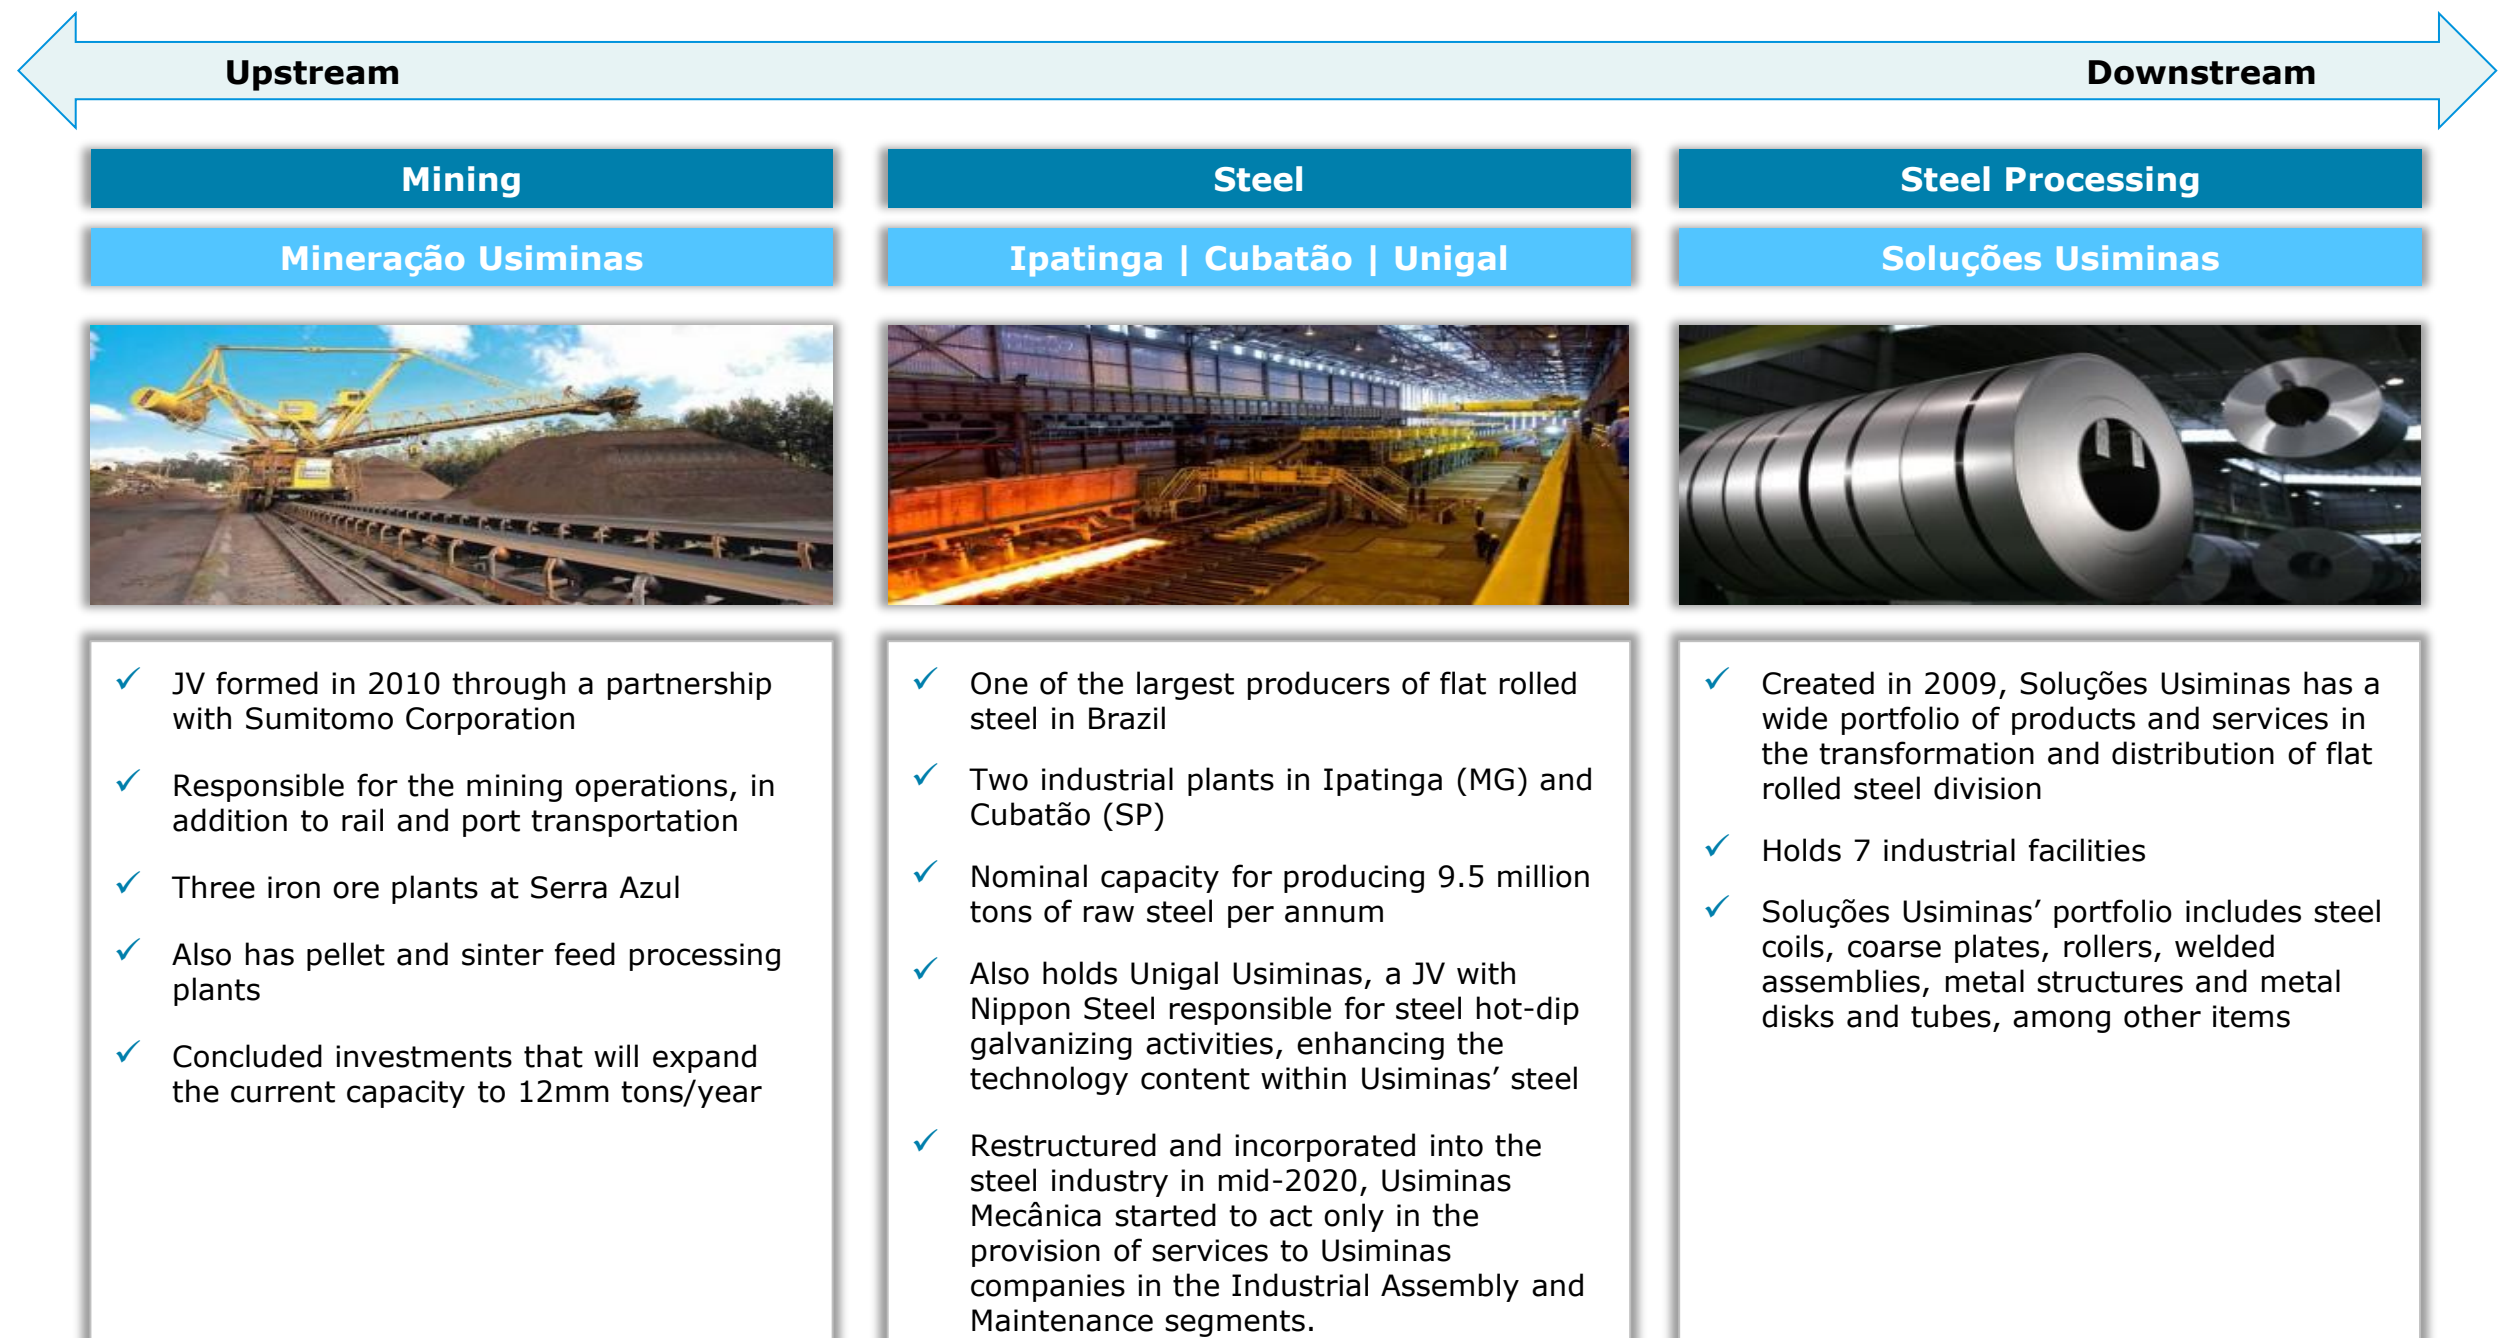 Upstream
Downstream
Mining
Mineração Usiminas
JV formed in 2010 through a partnership
with Sumitomo Corporation
Responsible for the mining operations, in
addition to rail and port transportation
Three iron ore plants at Serra Azul
Also has pellet and sinter feed processing
plants
Concluded investments that will expand
the current capacity to 12mm tons/year
Steel
Ipatinga | Cubatão | Unigal
One of the largest producers of flat rolled
steel in Brazil
Two industrial plants in Ipatinga (MG) and
Cubatão (SP)
Nominal capacity for producing 9.5 million
tons of raw steel per annum
Also holds Unigal Usiminas, a JV with
Nippon Steel responsible for steel hot-dip
galvanizing activities, enhancing the
technology content within Usiminas’ steel
Restructured and incorporated into the
steel industry in mid-2020, Usiminas
Mecânica started to act only in the
provision of services to Usiminas
companies in the Industrial Assembly and
Maintenance segments.
Steel Processing
Soluções Usiminas
Created in 2009, Soluções Usiminas has a
wide portfolio of products and services in
the transformation and distribution of flat
rolled steel division
Holds 7 industrial facilities
Soluções Usiminas’ portfolio includes steel
coils, coarse plates, rollers, welded
assemblies, metal structures and metal
disks and tubes, among other items